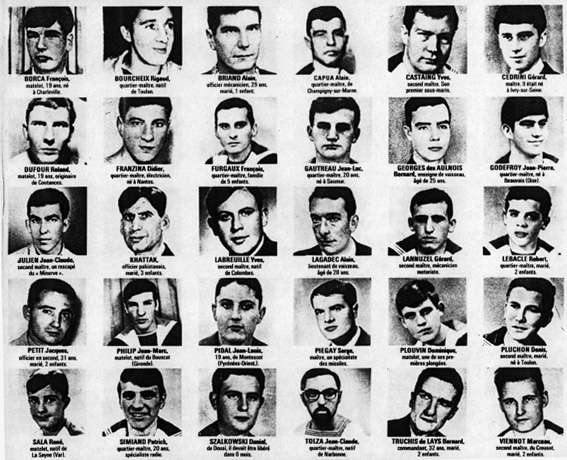 BORCA François,
matelot, 19 ans, né
à Charleville.
BOURCHEIX Rigaud,
quartier-maître, natif
de Toulon.
BRIAND Alain,
officier mécanicien, 29 ans,
marié, 1 enfant.
CAPUA Alain,
quartier-maître, de
Champigny-sur-Marne.
CASTAING Yves,
second maître. Son
premier sous-marin.
CEDRINI Gérard,
maître. Il était né
à Ivry-sur-Seine.
DUFOUR Roland,
matelot, 19 ans, originaire
de Coutances.
FRANZINA Didier,
quartier-maître, électricien,
né à Nantes.
FURGAUX François,
quartier-maître, famille
de 5 enfants.
GAUTREAU Jean-Luc,
quartier-maître, 20 ans,
né à Saumur.
GEORGES des AULNOIS
Bernard, enseigne de vaisseau,
âgé de 25 ans.
GODEFROY Jean-Pierre,
quartier-maître, né à
Beauvais (Oise).
JULIEN Jean-Claude,
second maître, un rescapé
du « Minerve ».
KHATTAK,
officier pakistanais,
marié, 3 enfants.
LABREUILLE Yves,
second maître, natif
de Colombes.
LAGADEC Alain,
lieutenant de vaisseau,
âgé de 28 ans.
LANNUZEL Gérard,
second maître, mécanicien
motoriste.
LEBACLE Robert,
quartier-maître, marié,
2 enfants.
PETIT Jacques,
officier en second, 31 ans,
marié, 2 enfants.
PHILIP Jean-Marc,
matelot, natif du Bouscat
(Gironde).
PIDAL Jean-Louis,
19 ans, de Montescot
(Pyrénées-Orient.).
PIEGAY Serge,
maître, un spécialiste
des missiles.
PLOUVIN Dominique,
matelot, une de ses pre-
mières plongées.
PLUCHON Denis,
second maître, marié,
né à Toulon.
SALA René,
matelot, natif de
La Seyne (Var).
SIMIAND Patrick,
quartier-maître, 20 ans,
spécialiste radio.
SZALKOWSKI Daniel,
de Douai, il devait être libéré
dans 8 mois.
TOIZA Jean-Claude,
quartier-maître, natif
de Narbonne.
TRUCHIS de LAYS Bernard,
commandant, 32 ans, marié,
2 enfants.
VIENNOT Marceau,
second maître, du Creusot,
marié, 2 enfants.